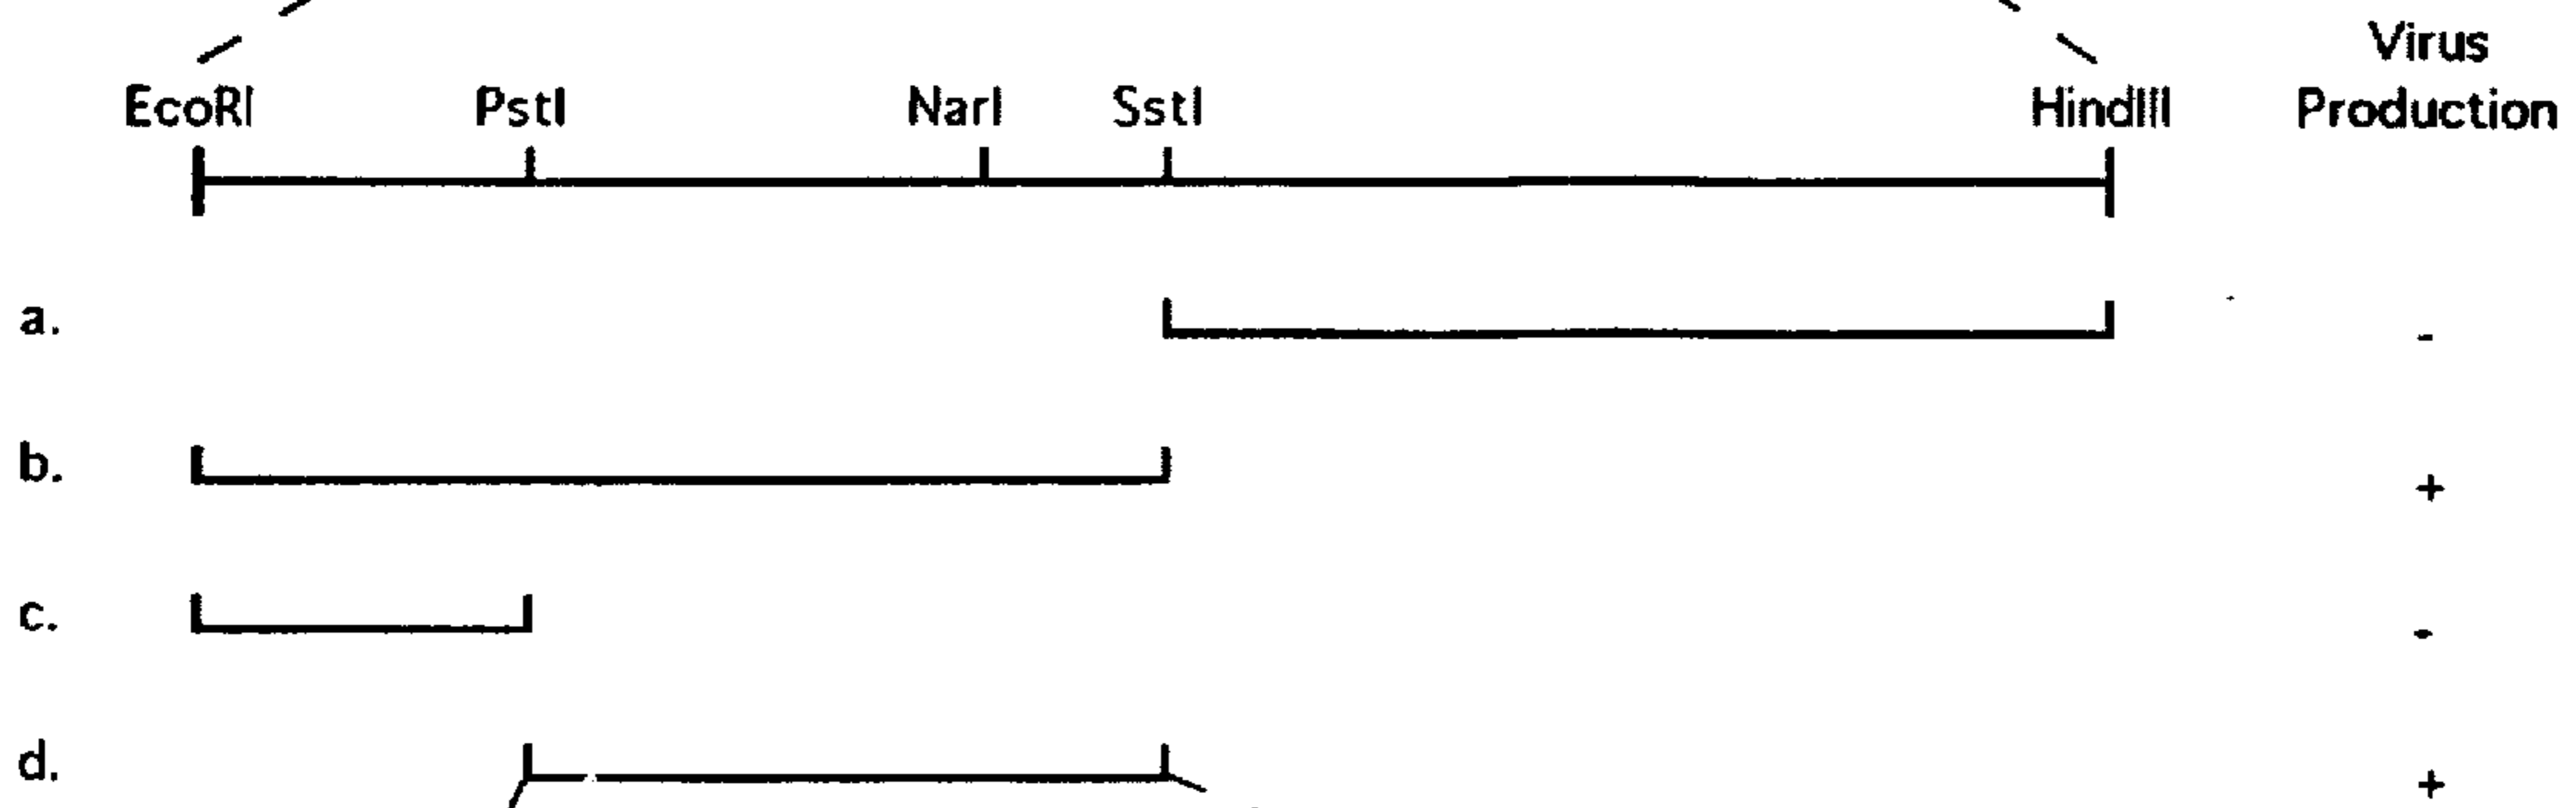 Virus
EcoRI PstI NarI SstI HindIII Production
a. -
b. +
c. -
d. +